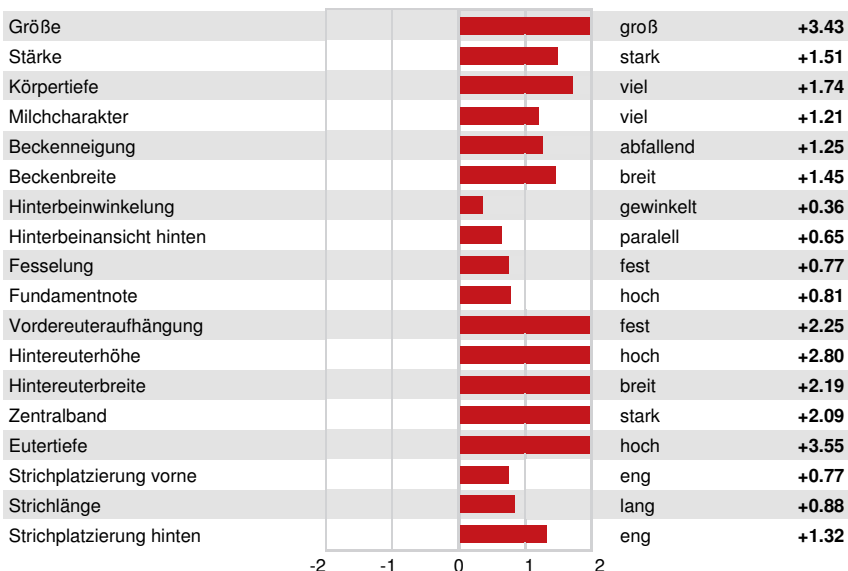 Größe groß +3.43
Stärke stark +1.51
Körpertiefe viel +1.74
Milchcharakter viel +1.21
Beckenneigung abfallend +1.25
Beckenbreite breit +1.45
Hinterbeinwinkelung gewinkelt +0.36
Hinterbeinansicht hinten paralell +0.65
Fesselung fest +0.77
Fundamentnote hoch +0.81
Vordereuteraufhängung fest +2.25
Hintereuterhöhe hoch +2.80
Hintereuterbreite breit +2.19
Zentralband stark +2.09
Eutertiefe hoch +3.55
Strichplatzierung vorne eng +0.77
Strichlänge lang +0.88
Strichplatzierung hinten eng +1.32
-2 -1 0 1 2